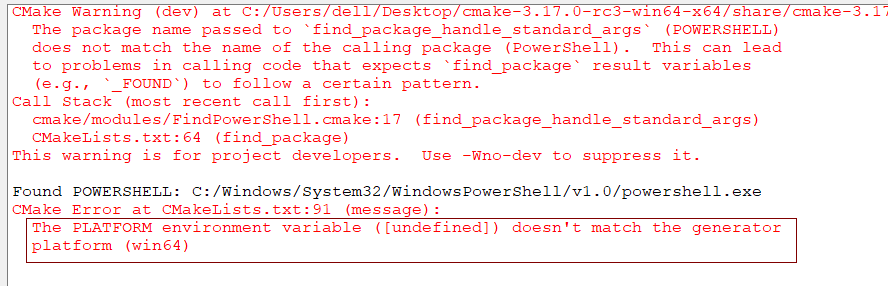 CMake Warning (dev) at C:/Users/dell/Desktop/cmake-3.17.0-rc3-win64-x64/share/cmake-3.17
The package name passed to `find_package_handle_standard_args` (POWERSHELL)
does not match the name of the calling package (PowerShell).  This can lead
to problems in calling code that expects `find_package` result variables
(e.g., `_FOUND`) to follow a certain pattern.
Call Stack (most recent call first):
cmake/modules/FindPowerShell.cmake:17 (find_package_handle_standard_args)
CMakeLists.txt:64 (find_package)
This warning is for project developers.  Use -Wno-dev to suppress it.
Found POWERSHELL: C:/Windows/System32/WindowsPowerShell/v1.0/powershell.exe
CMake Error at CMakeLists.txt:91 (message):
The PLATFORM environment variable ([undefined]) doesn't match the generator
platform (win64)